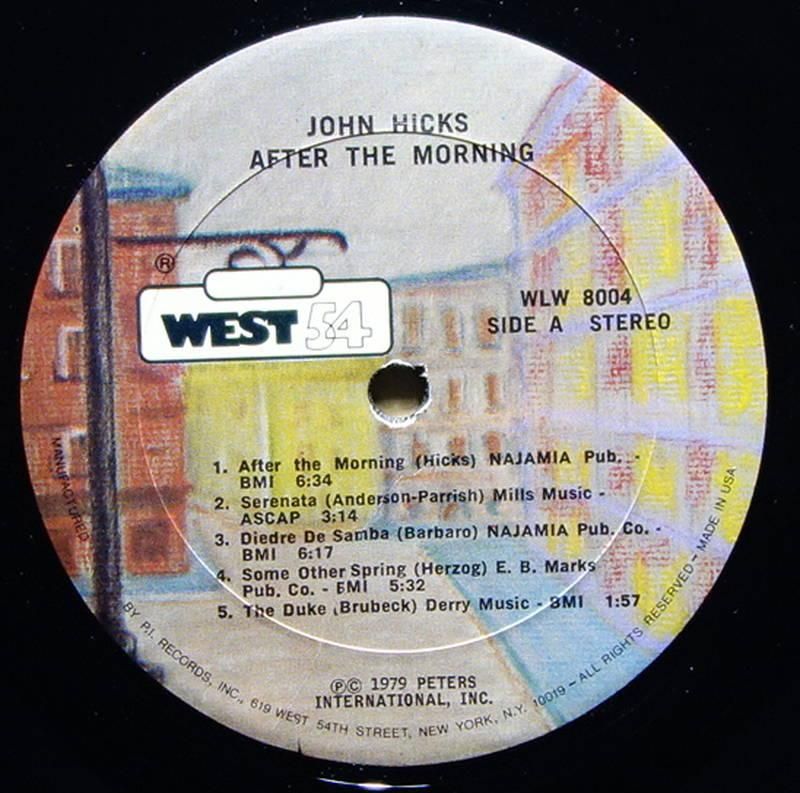 JOHN HICKS
AFTER THE MORNING
®
WEST 54
WLW 8004
SIDE A STEREO
1. After the Morning (Hicks) NAJAMIA Pub. -
BMI 6:34
2. Serenata (Anderson-Parrish) Mills Music -
ASCAP 3:14
3. Diedre De Samba (Barbaro) NAJAMIA Pub. Co. -
BMI 6:17
4. Some Other Spring (Herzog) E. B. Marks
Pub. Co. - BMI 5:32
5. The Duke (Brubeck) Derry Music - BMI 1:57
℗© 1979 PETERS
INTERNATIONAL, INC.
MANUFACTURED BY P.I. RECORDS, INC., 619 WEST 54TH STREET, NEW YORK, N.Y. 10019 – ALL RIGHTS RESERVED – MADE IN USA